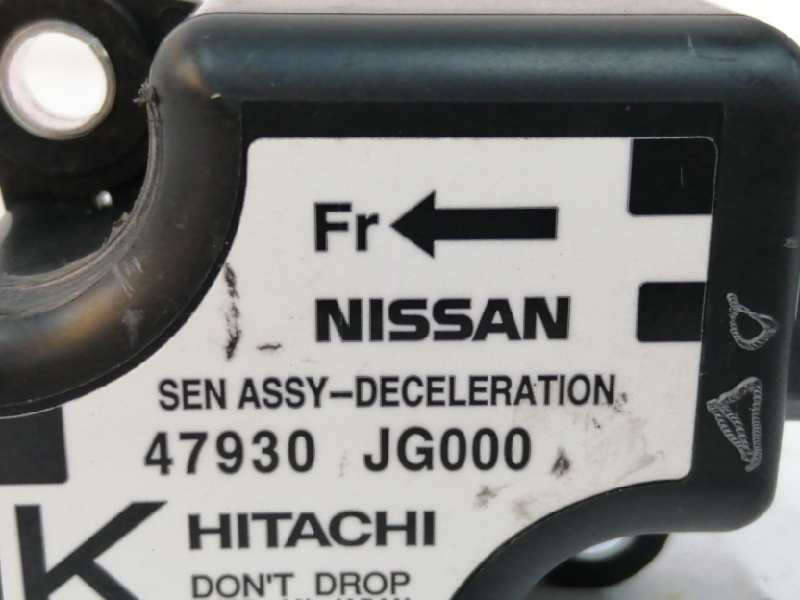 Fr
NISSAN
SEN ASSY-DECELERATION
47930 JG000
K HITACHI
DON'T DROP